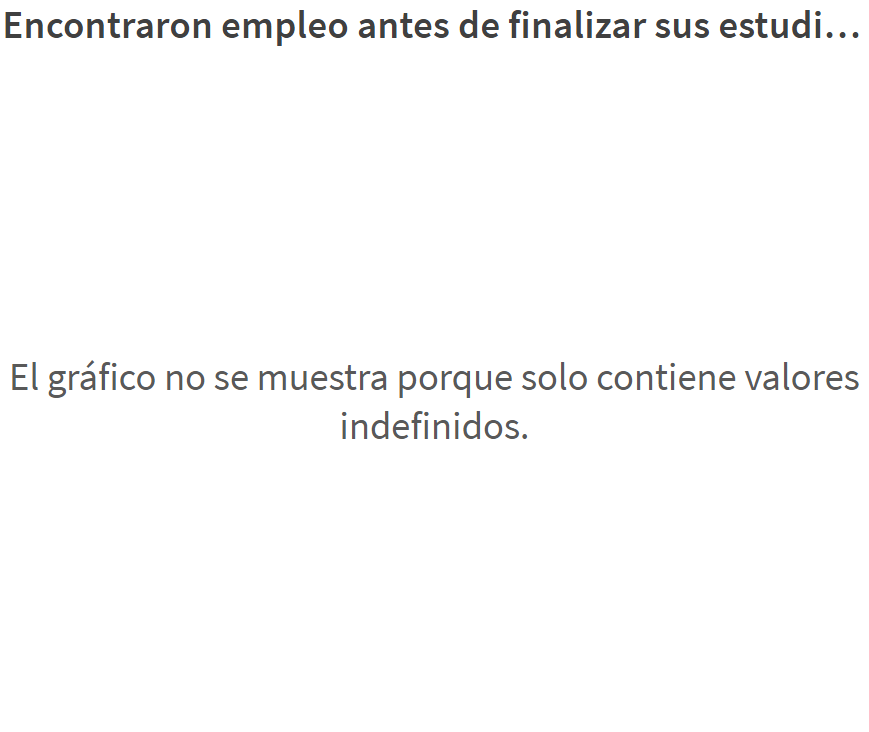 Encontraron empleo antes de finalizar sus estudi...
El gráfico no se muestra porque solo contiene valores
indefinidos.